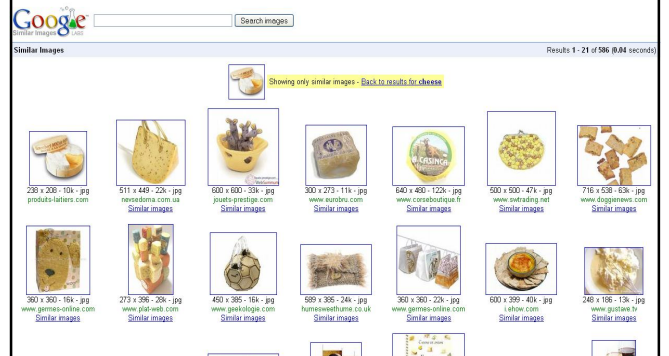 Google
Similar Images LABS
Search images
Similar Images
Results 1 - 21 of 586 (0.04 seconds)
Showing only similar images - Back to results for cheese
238 x 208 - 10k - jpg
produits-laitiers.com
511 x 449 - 22k - jpg
nevsedoma.com.ua
Similar images
600 x 600 - 33k - jpg
jouets-prestige.com
Similar images
300 x 273 - 11k - jpg
www.eurobru.com
Similar images
CASINCA
640 x 480 - 122k - jpg
www.corseboutique.fr
Similar images
500 x 500 - 47k - jpg
www.swtrading.net
Similar images
716 x 538 - 63k - jpg
www.doggienews.com
Similar images
360 x 360 - 16k - jpg
www.germes-online.com
Similar images
273 x 396 - 28k - jpg
www.plat-web.com
Similar images
450 x 385 - 16k - jpg
www.geekologie.com
Similar images
589 x 385 - 24k - jpg
humesweethume.co.uk
Similar images
360 x 360 - 22k - jpg
www.germes-online.com
Similar images
600 x 399 - 40k - jpg
i.ehow.com
Similar images
248 x 186 - 13k - jpg
www.gustave.tv
Similar images